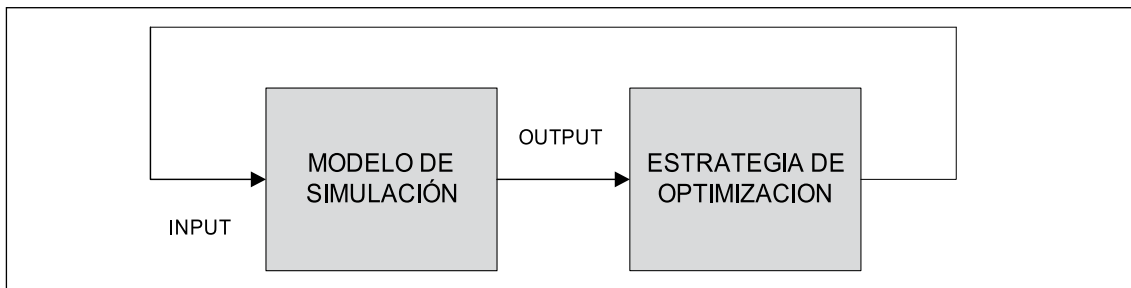 INPUT
MODELO DE
SIMULACIÓN
OUTPUT
ESTRATEGIA DE
OPTIMIZACION